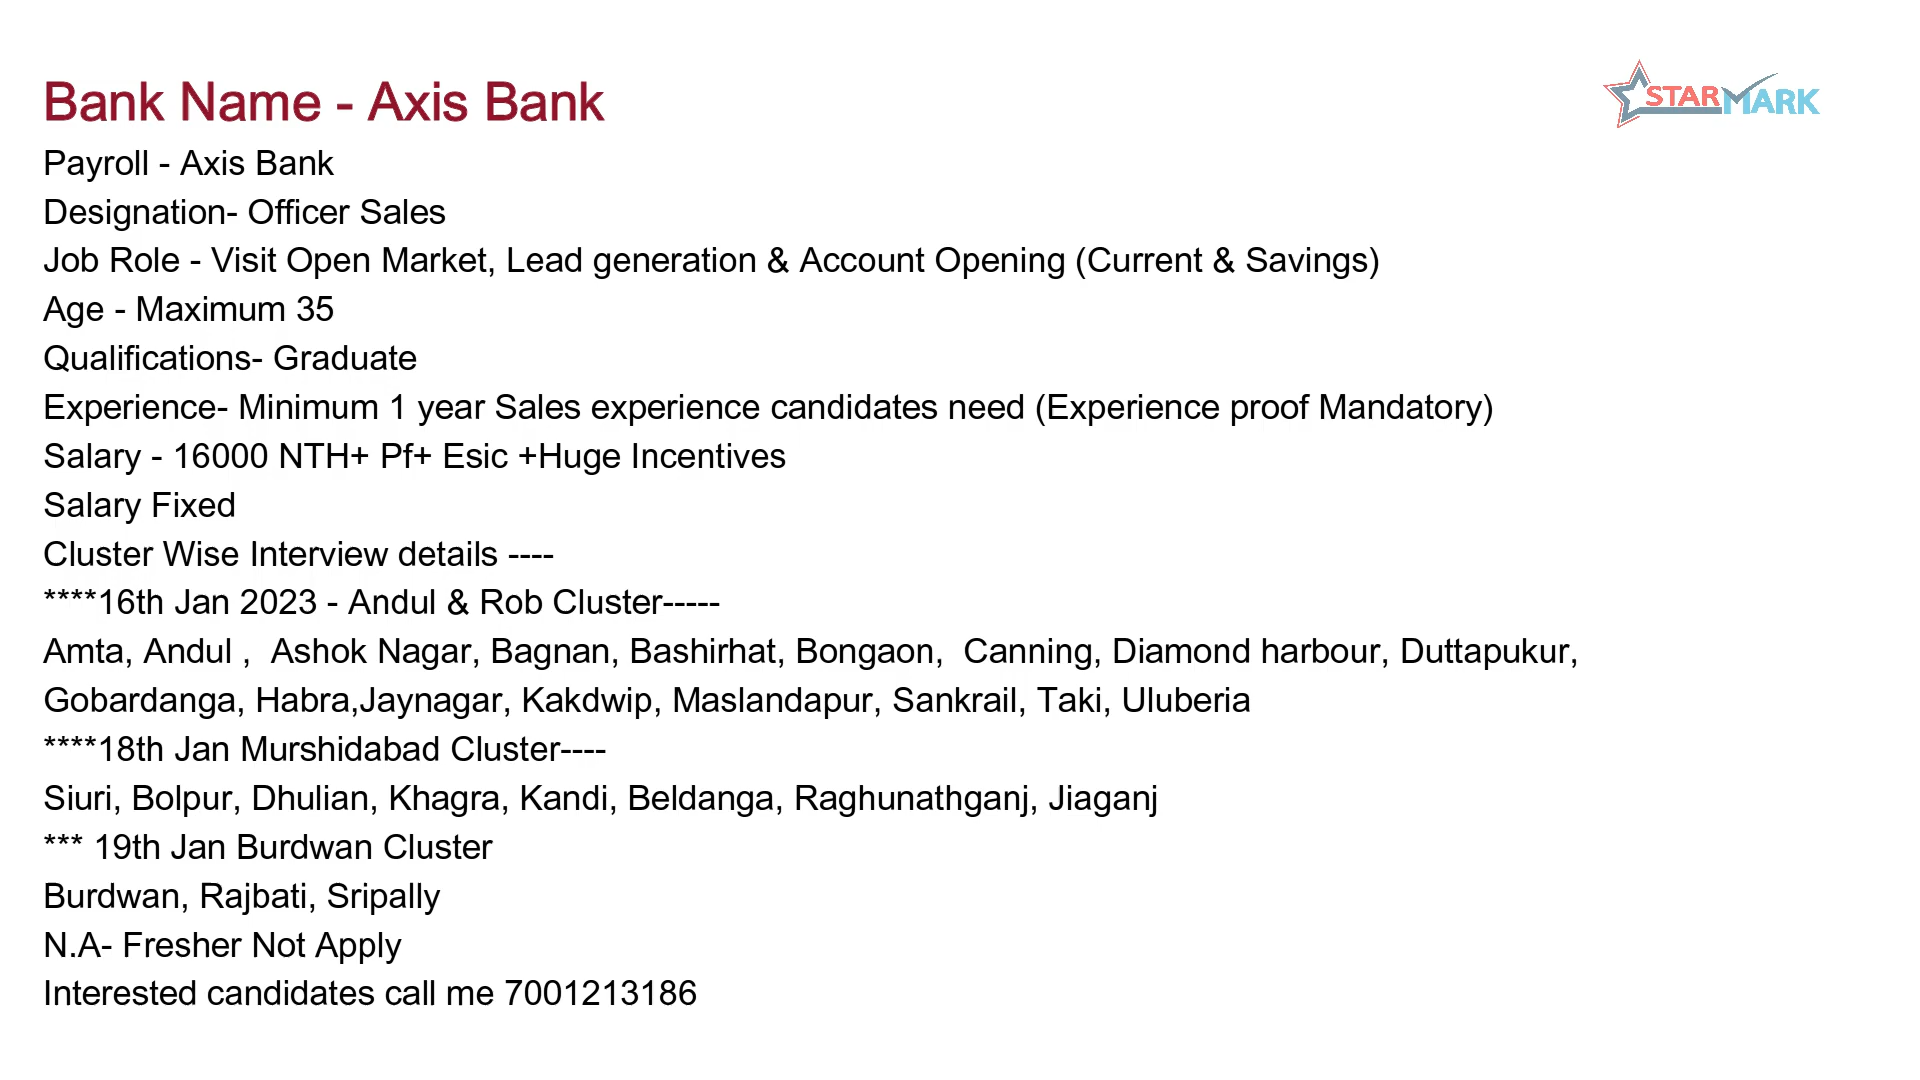 Bank Name - Axis Bank
STARMARK
Payroll - Axis Bank
Designation- Officer Sales
Job Role - Visit Open Market, Lead generation & Account Opening (Current & Savings)
Age - Maximum 35
Qualifications- Graduate
Experience- Minimum 1 year Sales experience candidates need (Experience proof Mandatory)
Salary - 16000 NTH+ Pf+ Esic +Huge Incentives
Salary Fixed
Cluster Wise Interview details ----
****16th Jan 2023 - Andul & Rob Cluster-----
Amta, Andul ,  Ashok Nagar, Bagnan, Bashirhat, Bongaon,  Canning, Diamond harbour, Duttapukur,
Gobardanga, Habra,Jaynagar, Kakdwip, Maslandapur, Sankrail, Taki, Uluberia
****18th Jan Murshidabad Cluster----
Siuri, Bolpur, Dhulian, Khagra, Kandi, Beldanga, Raghunathganj, Jiaganj
*** 19th Jan Burdwan Cluster
Burdwan, Rajbati, Sripally
N.A- Fresher Not Apply
Interested candidates call me 7001213186